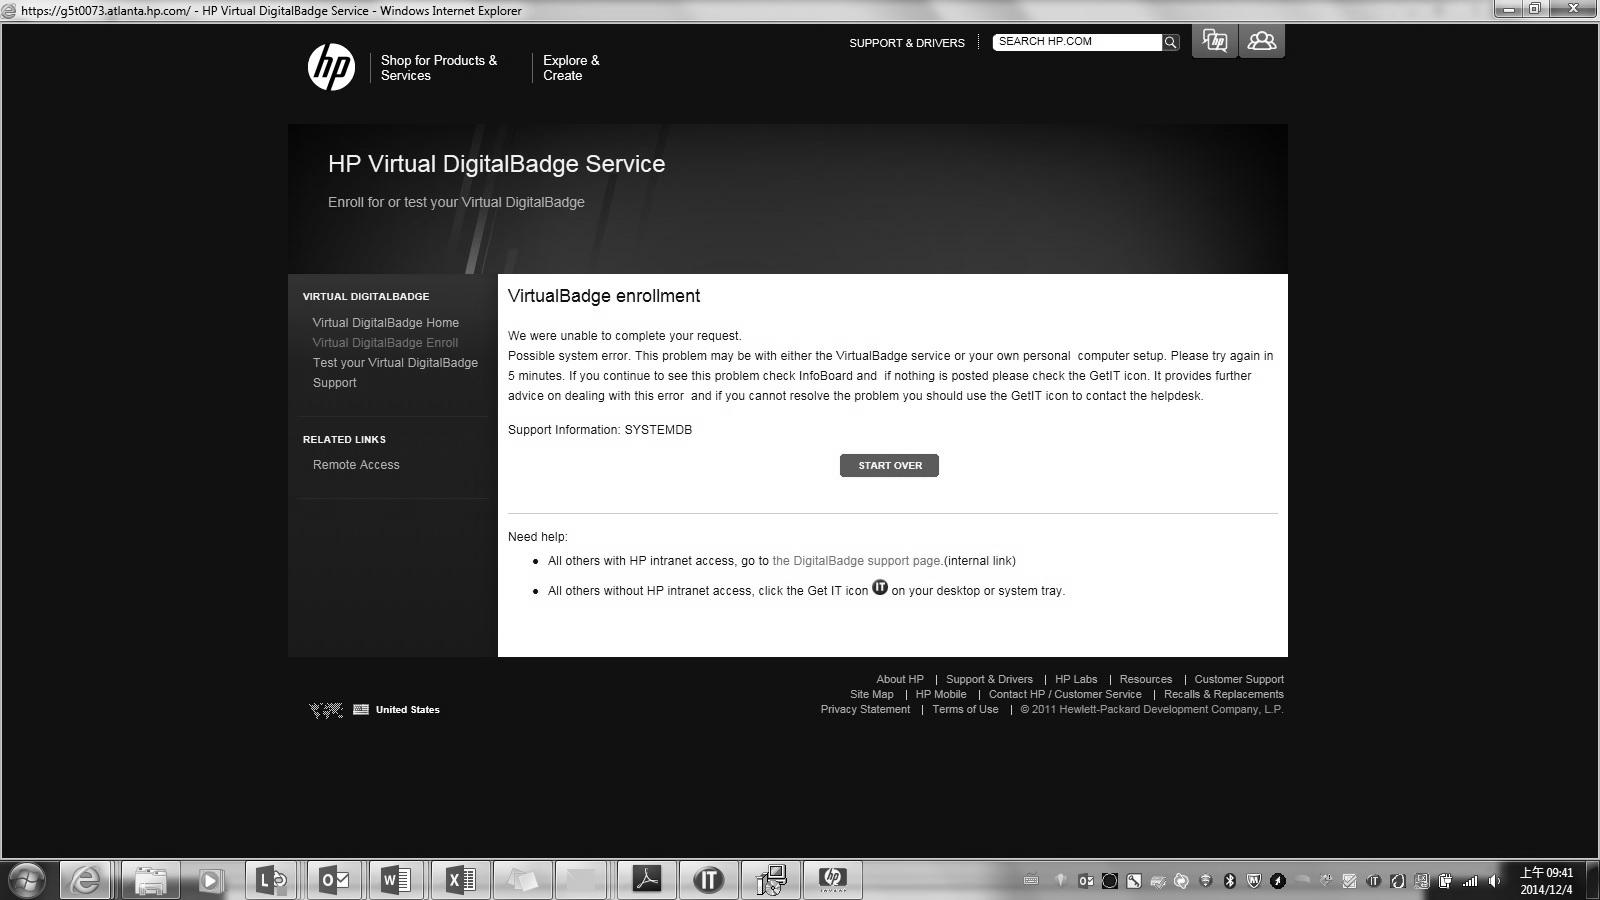 https://g5t0073.atlanta.hp.com/ - HP Virtual DigitalBadge Service - Windows Internet Explorer
SUPPORT & DRIVERS
SEARCH HP.COM
hp
hp
Shop for Products &
Services
Explore &
Create
HP Virtual DigitalBadge Service
Enroll for or test your Virtual DigitalBadge
VIRTUAL DIGITALBADGE
Virtual DigitalBadge Home
Virtual DigitalBadge Enroll
Test your Virtual DigitalBadge
Support
RELATED LINKS
Remote Access
VirtualBadge enrollment
We were unable to complete your request.
Possible system error. This problem may be with either the VirtualBadge service or your own personal  computer setup. Please try again in
5 minutes. If you continue to see this problem check InfoBoard and  if nothing is posted please check the GetIT icon. It provides further
advice on dealing with this error  and if you cannot resolve the problem you should use the GetIT icon to contact the helpdesk.
Support Information: SYSTEMDB
START OVER
Need help:
All others with HP intranet access, go to the DigitalBadge support page.(internal link)
All others without HP intranet access, click the Get IT icon IT on your desktop or system tray.
About HP | Support & Drivers | HP Labs | Resources | Customer Support
Site Map | HP Mobile | Contact HP / Customer Service | Recalls & Replacements
Privacy Statement | Terms of Use | © 2011 Hewlett-Packard Development Company, L.P.
United States
IT
hp
上午 09:41
2014/12/4